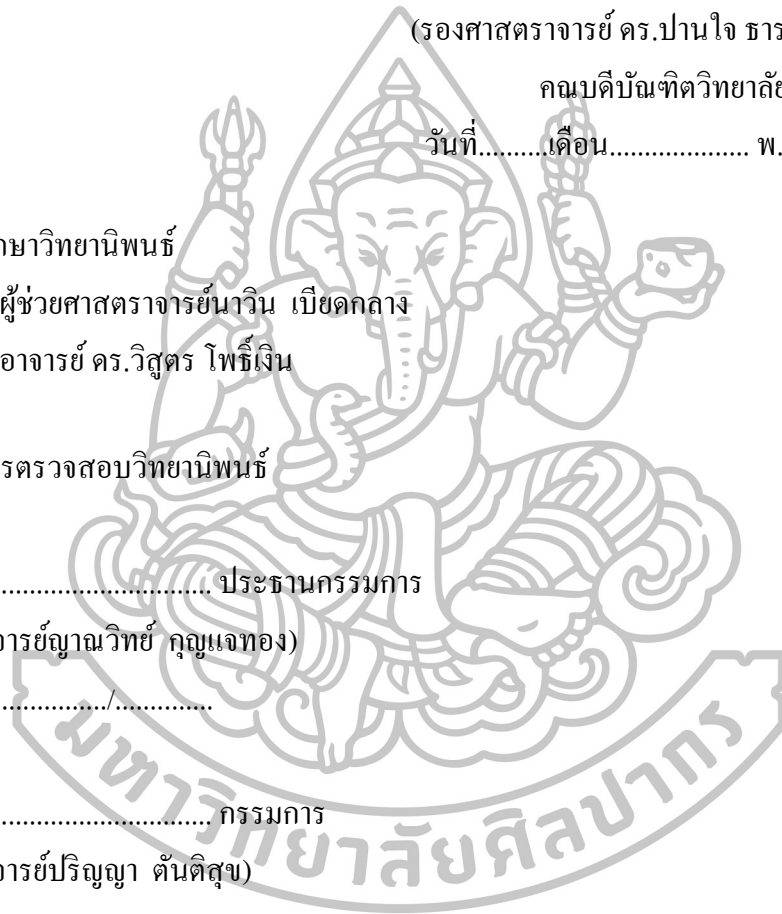 (รองศาสตราจารย์ ดร.ปานใจ ธาร
คณบดีบัณฑิตวิทยาลัย
วันที่.........เดือน.................... พ.
กษาวิทยานิพนธ์
ผู้ช่วยศาสตราจารย์นาวิน เบียดกลาง
อาจารย์ ดร.วิสูตร โพธิ์เงิน
รตรวจสอบวิทยานิพนธ์
.............................. ประธานกรรมการ
จารย์ญาณวิทย์ กุญแจทอง)
.............../.............
.............................. กรรมการ
จารย์ปริญญา ตันติสุข)
มหาวิทยาลัยศิลปากร